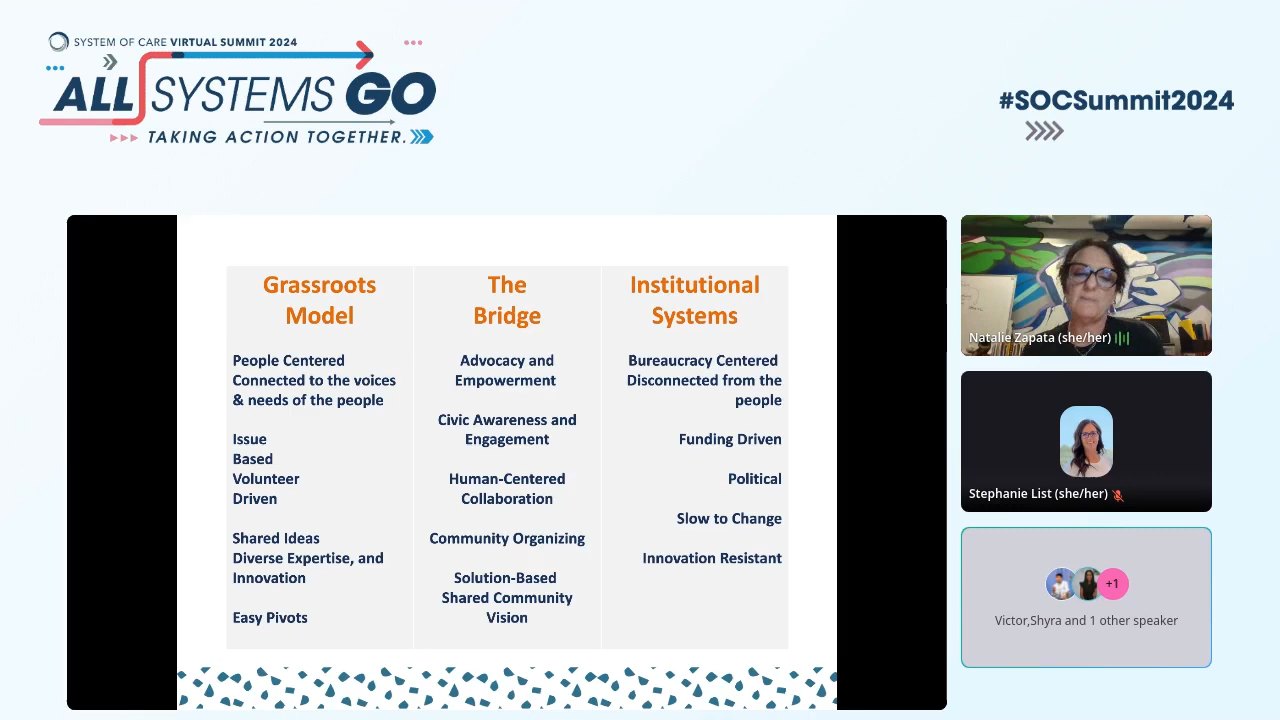 SYSTEM OF CARE VIRTUAL SUMMIT 2024
ALL SYSTEMS GO
TAKING ACTION TOGETHER.
#SOCSummit2024
Grassroots
Model
People Centered
Connected to the voices
& needs of the people
Issue
Based
Volunteer
Driven
Shared Ideas
Diverse Expertise, and
Innovation
Easy Pivots
The
Bridge
Advocacy and
Empowerment
Civic Awareness and
Engagement
Human-Centered
Collaboration
Community Organizing
Solution-Based
Shared Community
Vision
Institutional
Systems
Bureaucracy Centered
Disconnected from the
people
Funding Driven
Political
Slow to Change
Innovation Resistant
Natalie Zapata (she/her)
Stephanie List (she/her)
+1
Victor,Shyra and 1 other speaker